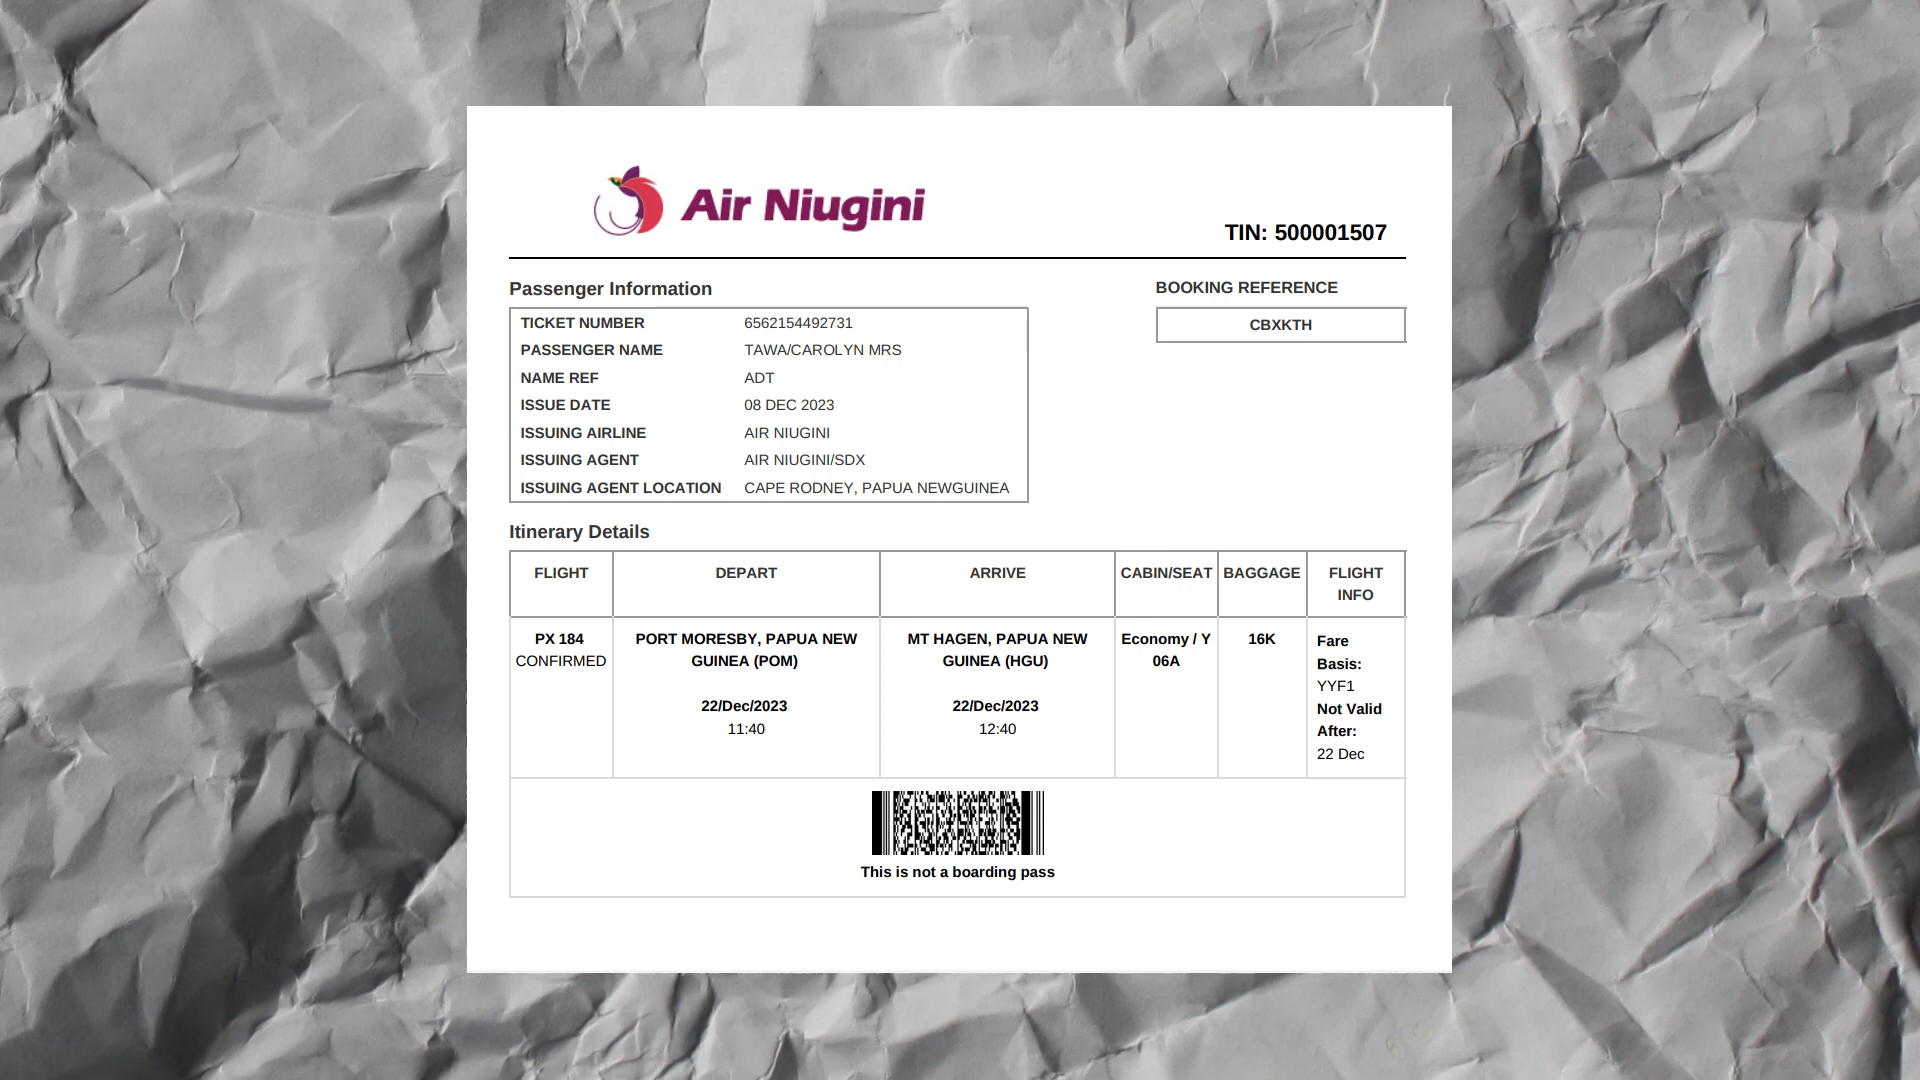 Air Niugini
TIN: 500001507
Passenger Information
BOOKING REFERENCE
TICKET NUMBER 6562154492731
PASSENGER NAME TAWA/CAROLYN MRS
NAME REF ADT
ISSUE DATE 08 DEC 2023
ISSUING AIRLINE AIR NIUGINI
ISSUING AGENT AIR NIUGINI/SDX
ISSUING AGENT LOCATION CAPE RODNEY, PAPUA NEWGUINEA
CBXKTH
Itinerary Details
FLIGHT DEPART ARRIVE CABIN/SEAT BAGGAGE FLIGHT
INFO
PX 184
CONFIRMED
PORT MORESBY, PAPUA NEW
GUINEA (POM)
22/Dec/2023
11:40
MT HAGEN, PAPUA NEW
GUINEA (HGU)
22/Dec/2023
12:40
Economy / Y
06A
16K
Fare
Basis:
YYF1
Not Valid
After:
22 Dec
This is not a boarding pass